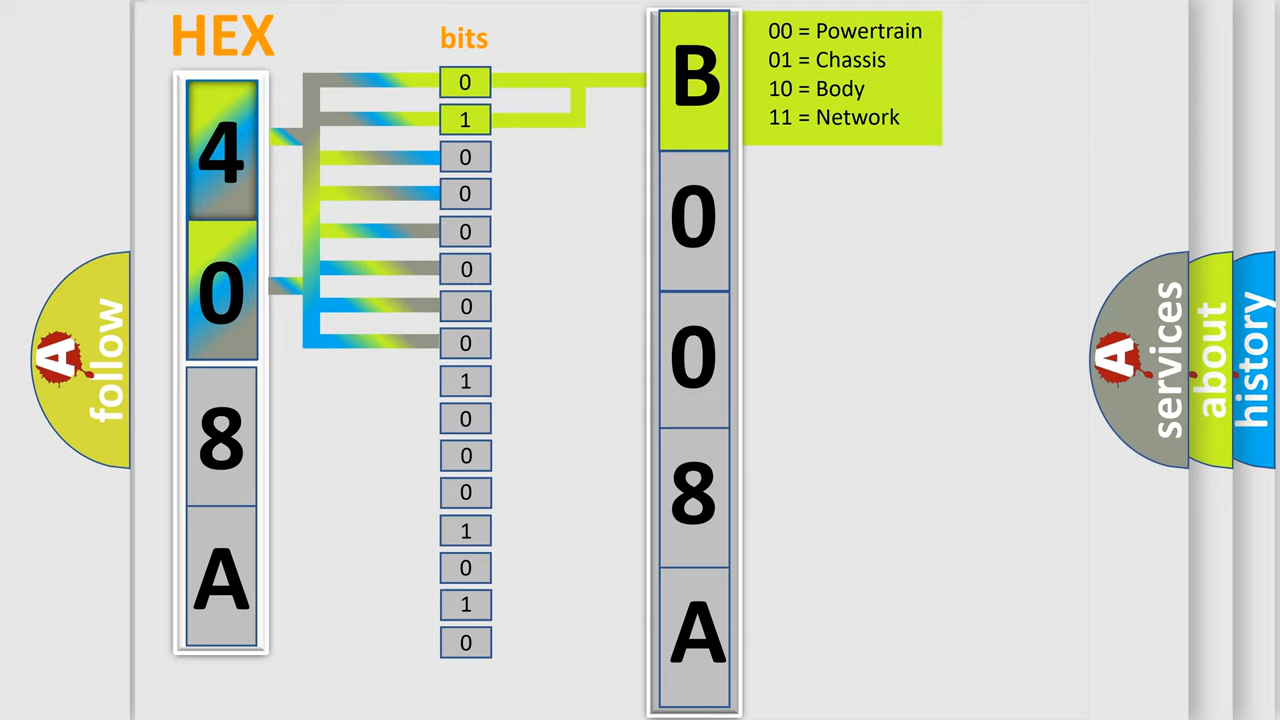 HEX
bits
4
0
8
A
0
1
0
0
0
0
0
0
1
0
0
0
1
0
1
0
B
0
0
8
A
00 = Powertrain
01 = Chassis
10 = Body
11 = Network
A
follow
A
services
about
history